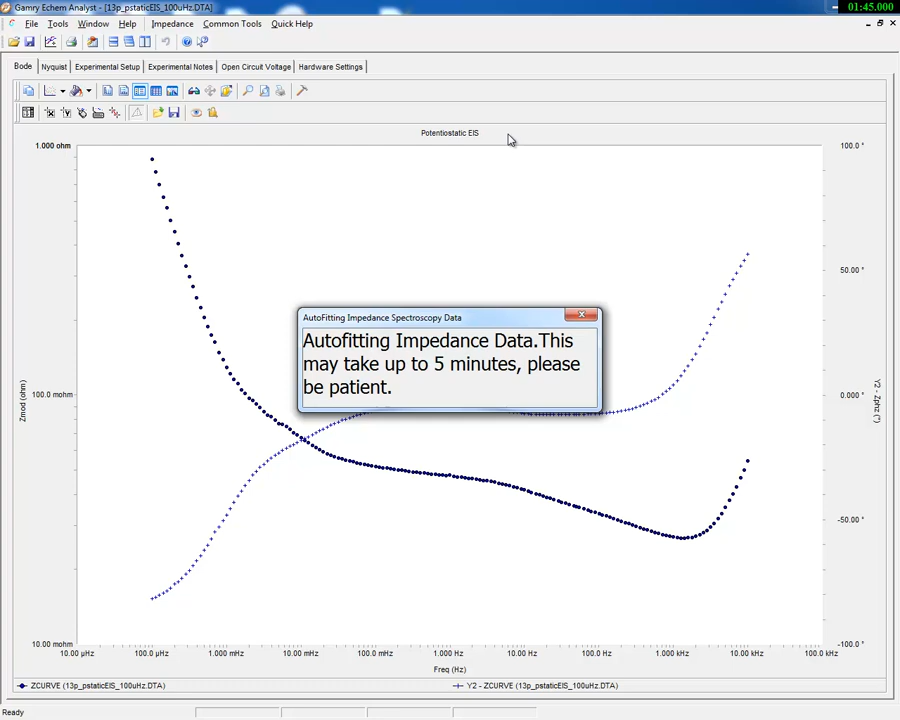 Gamry Echem Analyst - [13p_pstaticEIS_100uHz.DTA]
01:45.000
File Tools Window Help Impedance Common Tools Quick Help
Bode Nyquist Experimental Setup Experimental Notes Open Circuit Voltage Hardware Settings
Potentiostatic EIS
1.000 ohm
100.0 °
50.00 °
AutoFitting Impedance Spectroscopy Data
Autofitting Impedance Data.This
may take up to 5 minutes, please
be patient.
Zmod (ohm)
100.0 mohm
0.000 °
Y2 - Zphz (°)
-50.00 °
10.00 mohm
-100.0 °
10.00 µHz 100.0 µHz 1.000 mHz 10.00 mHz 100.0 mHz 1.000 Hz 10.00 Hz 100.0 Hz 1.000 kHz 10.00 kHz 100.0 kHz
Freq (Hz)
ZCURVE (13p_pstaticEIS_100uHz.DTA)
Y2 - ZCURVE (13p_pstaticEIS_100uHz.DTA)
Ready